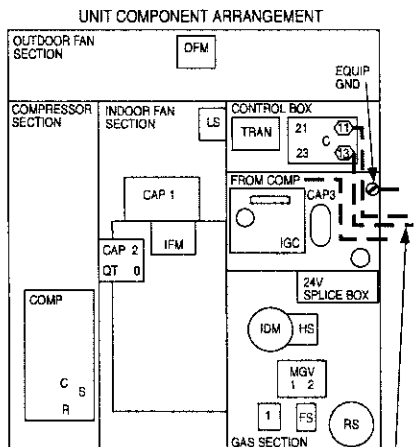 UNIT COMPONENT ARRANGEMENT
OUTDOOR FAN
SECTION
OFM
EQUIP
GND
COMPRESSOR
SECTION
INDOOR FAN
SECTION
LS
CONTROL BOX
TRAN
21
11
C
23
13
FROM COMP
CAP3
IGC
CAP 1
IFM
CAP 2
QT 0
24V
SPLICE BOX
COMP
C
S
R
IDM
HS
MGV
1 2
1
FS
RS
GAS SECTION